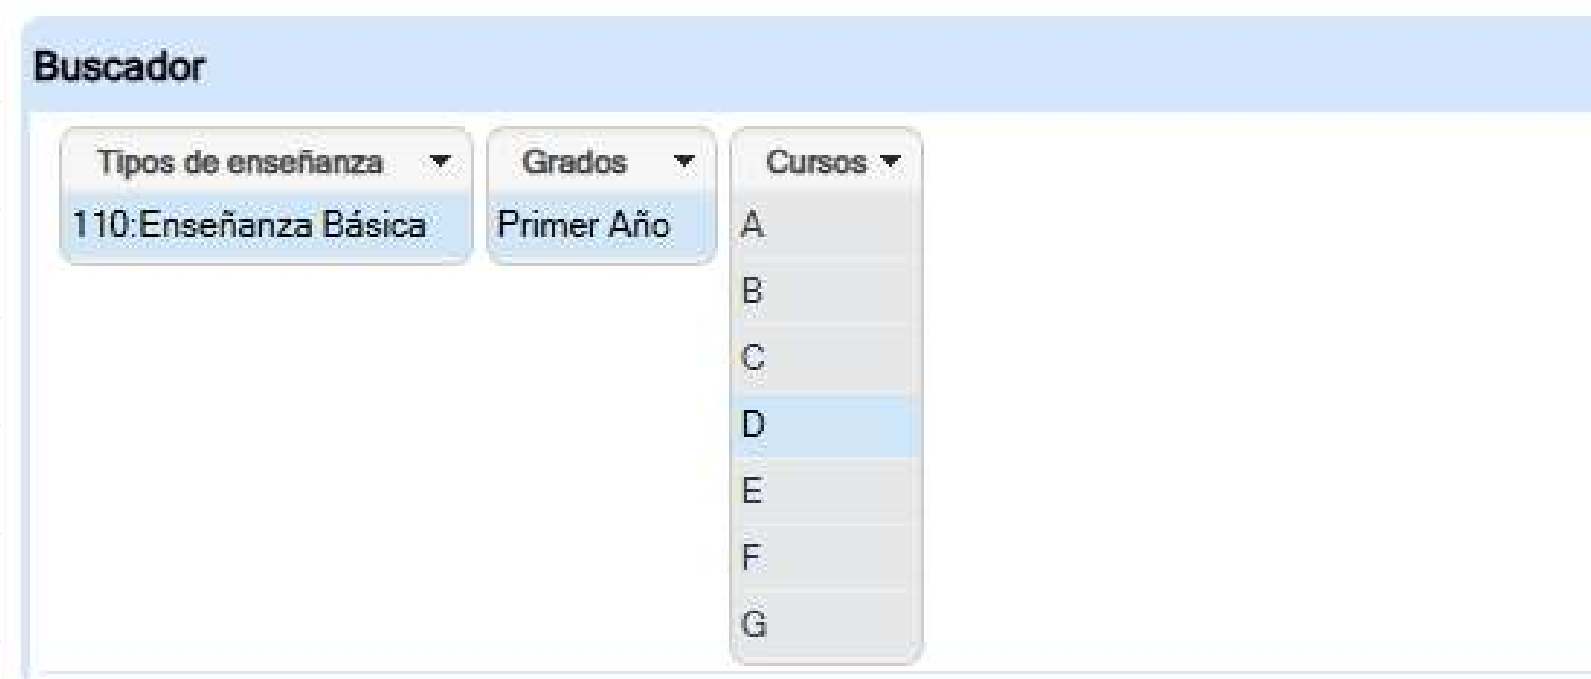 Buscador
Tipos de enseñanza Grados Cursos
110:Enseñanza Básica Primer Año A
B
C
D
E
F
G